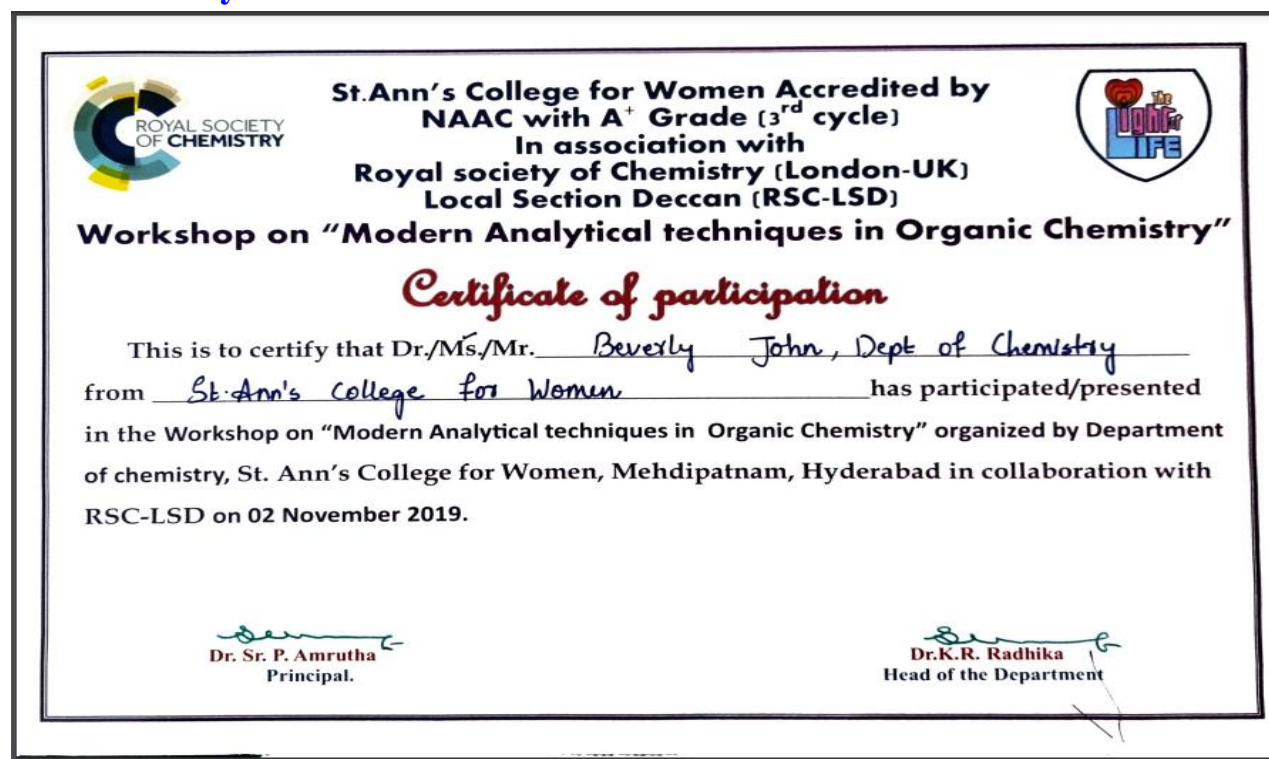 ROYAL SOCIETY
OF CHEMISTRY
St.Ann's College for Women Accredited by
NAAC with A⁺ Grade (3ʳᵈ cycle)
In association with
Royal society of Chemistry (London-UK)
Local Section Deccan (RSC-LSD)
The
Light of
LIFE
Workshop on "Modern Analytical techniques in Organic Chemistry"
Certificate of participation
This is to certify that Dr./Ms./Mr. Beverly John, Dept of Chemistry
from St. Ann's College for Women has participated/presented
in the Workshop on "Modern Analytical techniques in Organic Chemistry" organized by Department
of chemistry, St. Ann's College for Women, Mehdipatnam, Hyderabad in collaboration with
RSC-LSD on 02 November 2019.
Dr. Sr. P. Amrutha
Principal.
Dr.K.R. Radhika
Head of the Department